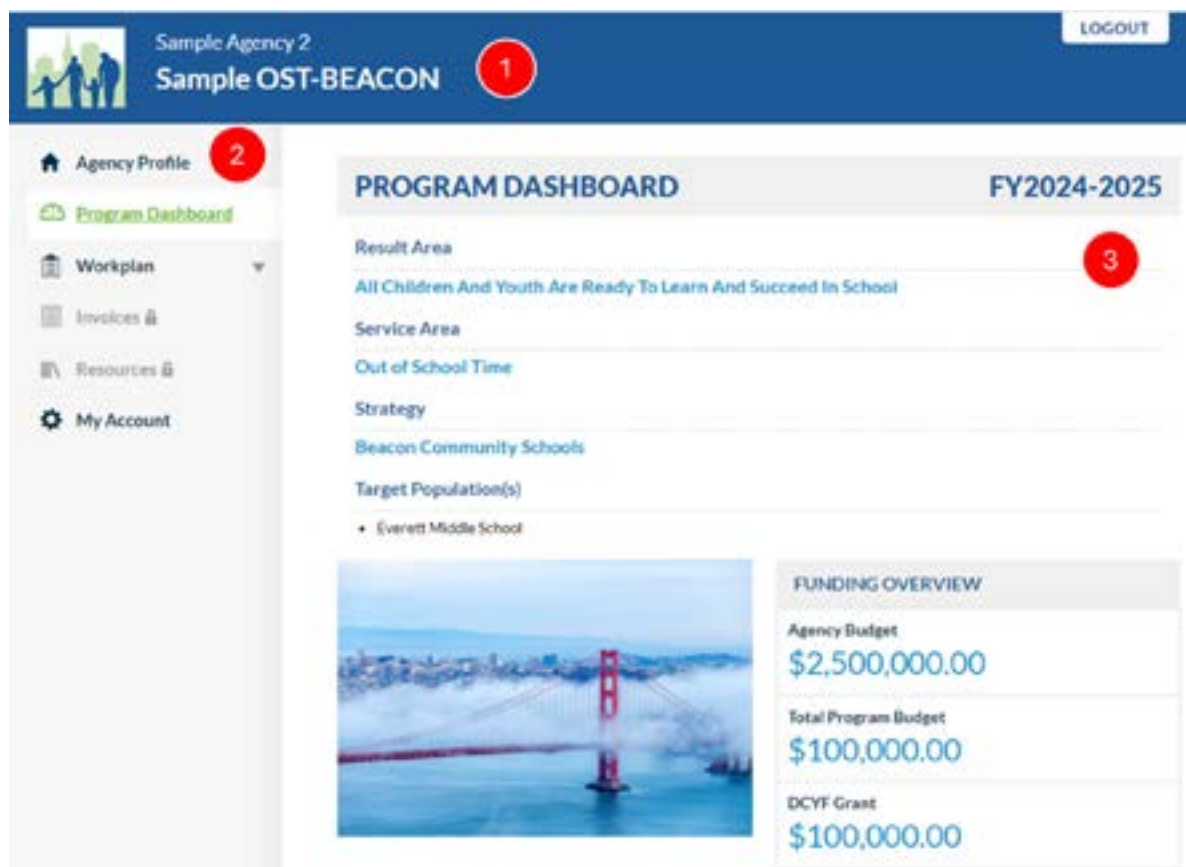 LOGOUT
Sample Agency 2
Sample OST-BEACON
1
Agency Profile
2
Program Dashboard
Workplan
Invoices
Resources
My Account
PROGRAM DASHBOARD FY2024-2025
3
Result Area
All Children And Youth Are Ready To Learn And Succeed In School
Service Area
Out of School Time
Strategy
Beacon Community Schools
Target Population(s)
• Everett Middle School
FUNDING OVERVIEW
Agency Budget
$2,500,000.00
Total Program Budget
$100,000.00
DCYF Grant
$100,000.00